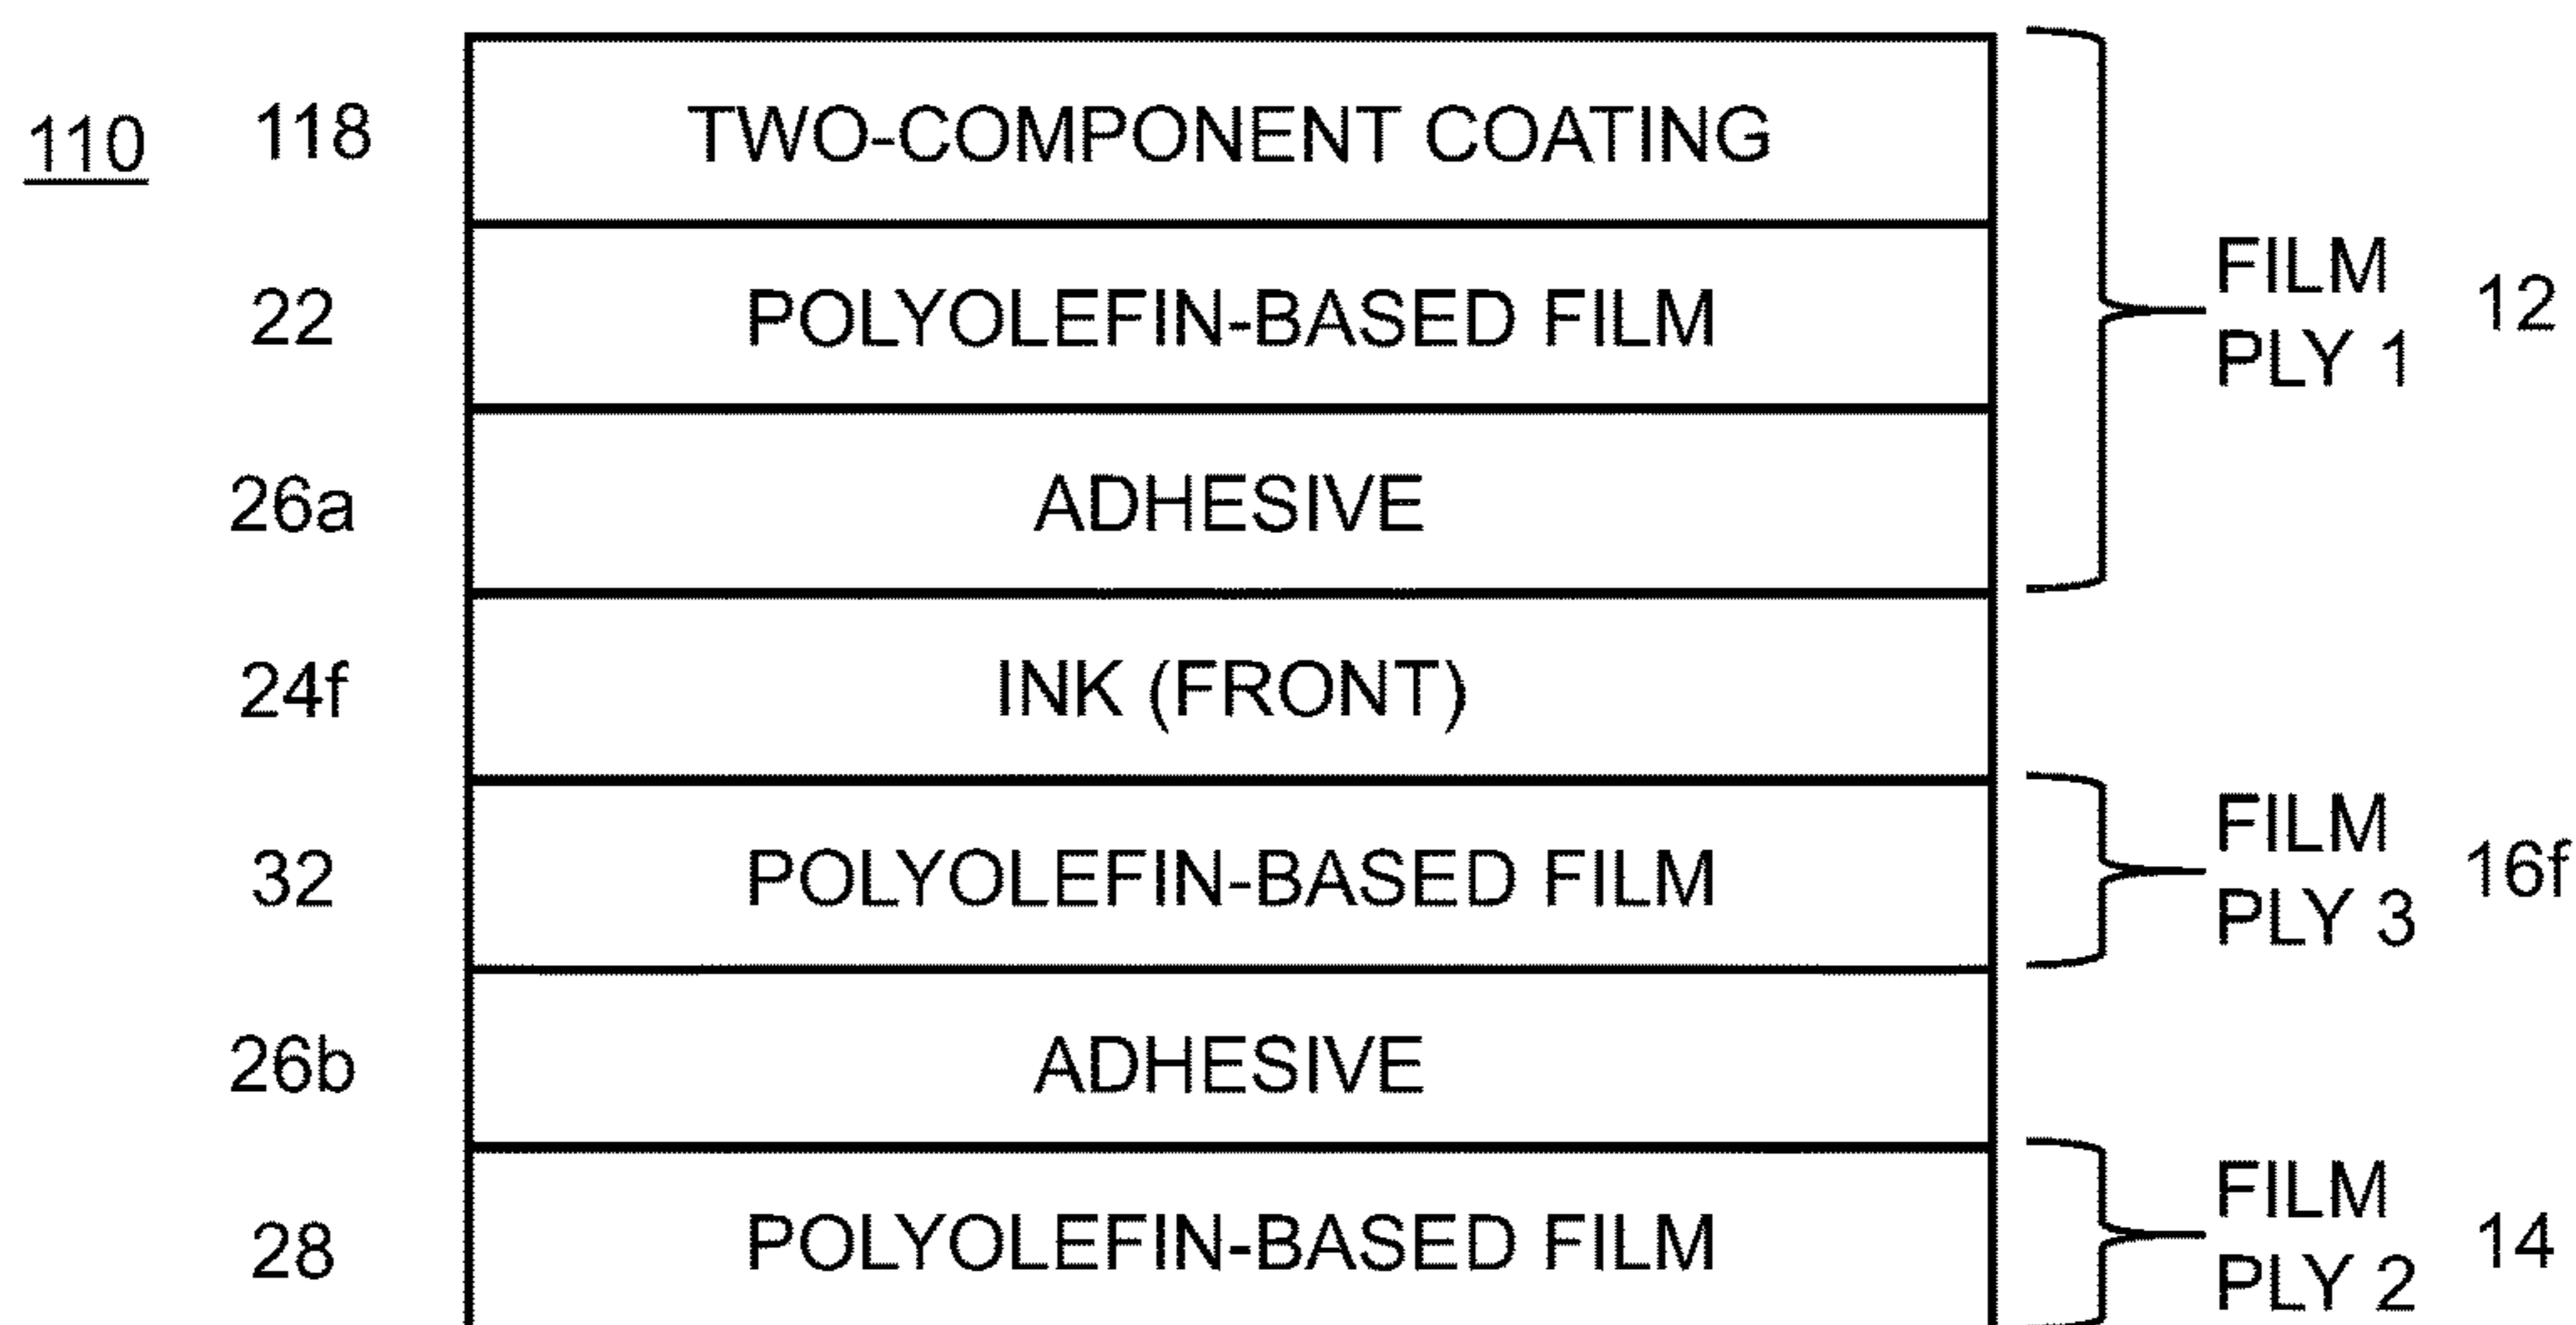 110
118
TWO-COMPONENT COATING
22
POLYOLEFIN-BASED FILM
FILM
PLY 1
12
26a
ADHESIVE
24f
INK (FRONT)
32
POLYOLEFIN-BASED FILM
FILM
PLY 3
16f
26b
ADHESIVE
28
POLYOLEFIN-BASED FILM
FILM
PLY 2
14